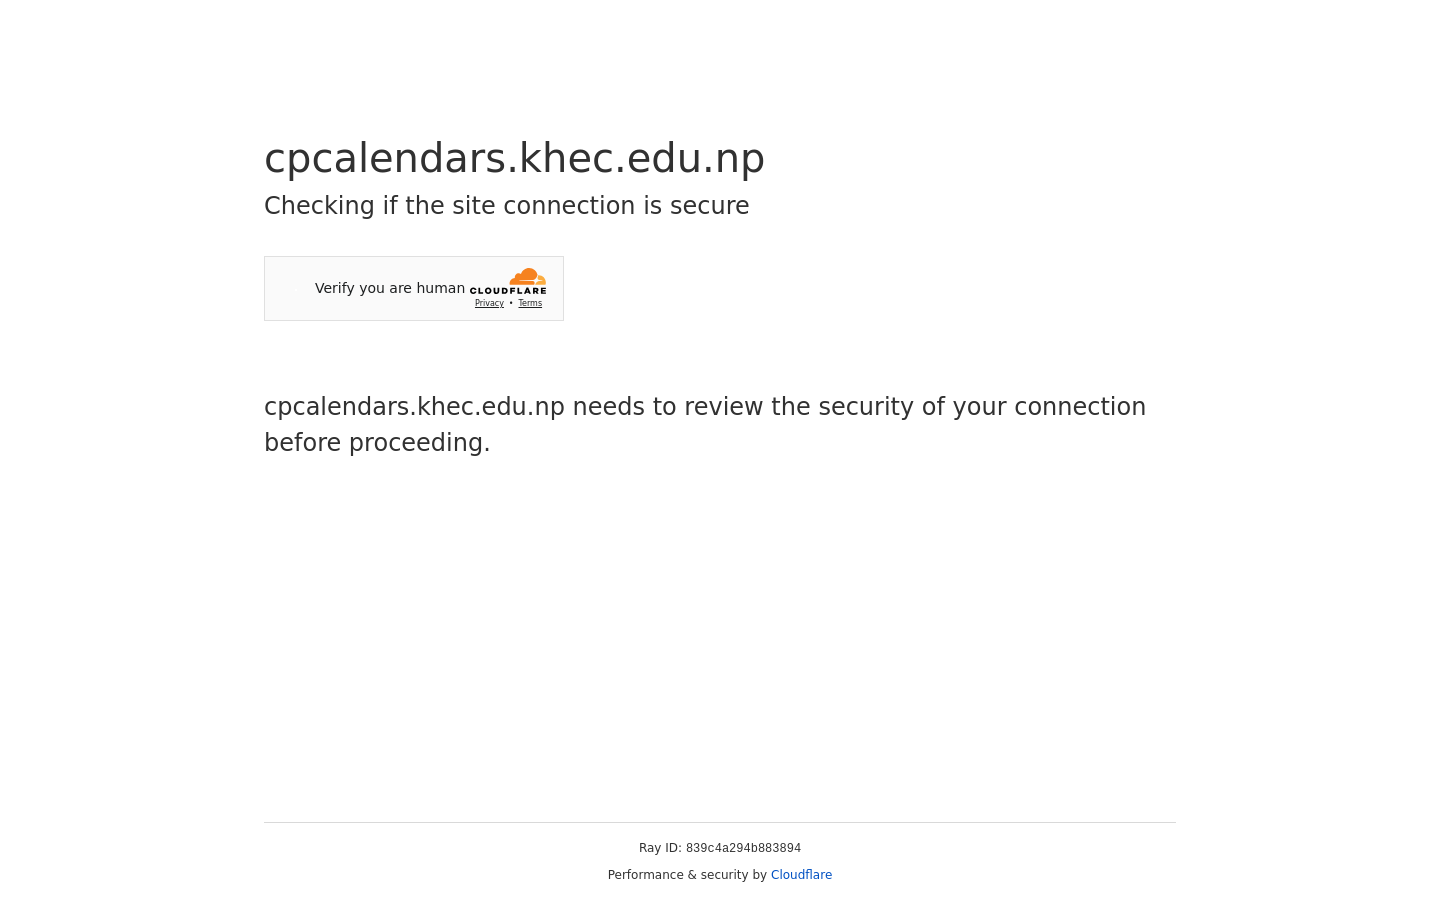 cpcalendars.khec.edu.np
Checking if the site connection is secure
Verify you are human
CLOUDFLARE
Privacy • Terms
cpcalendars.khec.edu.np needs to review the security of your connection
before proceeding.
Ray ID: 839c4a294b883894
Performance & security by Cloudflare